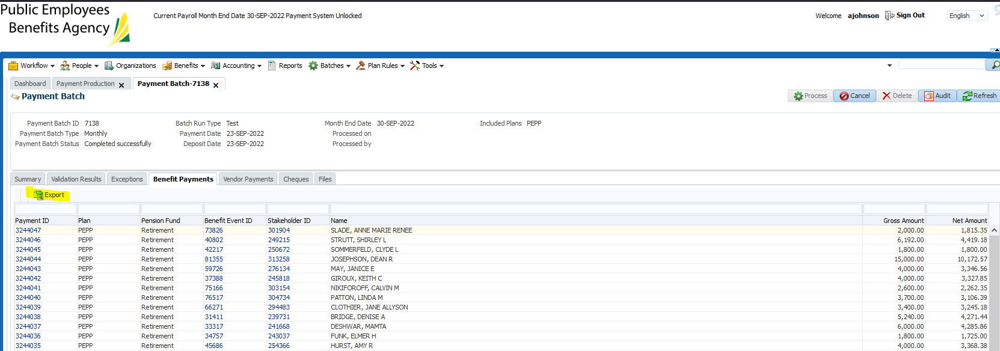 Public Employees
Benefits Agency
Current Payroll Month End Date 30-SEP-2022 Payment System Unlocked
Welcome ajohnson Sign Out English
Workflow People Organizations Benefits Accounting Reports Batches Plan Rules Tools
Dashboard Payment Production Payment Batch-7138
Payment Batch
Process Cancel Delete Audit Refresh
Payment Batch ID 7138 Batch Run Type Test Month End Date 30-SEP-2022 Included Plans PEPP
Payment Batch Type Monthly Payment Date 23-SEP-2022 Processed on
Payment Batch Status Completed successfully Deposit Date 23-SEP-2022 Processed by
Summary Validation Results Exceptions Benefit Payments Vendor Payments Cheques Files
Export
Payment ID Plan Pension Fund Benefit Event ID Stakeholder ID Name Gross Amount Net Amount
3244047 PEPP Retirement 73826 301904 SLADE, ANNE MARIE RENEE 2,000.00 1,815.35
3244046 PEPP Retirement 40802 249215 STRUTT, SHIRLEY L 6,192.00 4,419.18
3244045 PEPP Retirement 42217 250672 SOMMERFELD, CLYDE L 1,800.00 1,800.00
3244044 PEPP Retirement 81355 313258 JOSEPHSON, DEAN R 15,000.00 10,172.57
3244043 PEPP Retirement 59726 276134 MAY, JANICE E 4,000.00 3,346.56
3244042 PEPP Retirement 37388 245818 GIROUX, KEITH C 4,000.00 3,327.85
3244041 PEPP Retirement 75166 303154 NIKIFOROFF, CALVIN M 2,600.00 2,262.35
3244040 PEPP Retirement 76517 304734 PATTON, LINDA M 3,700.00 3,106.39
3244039 PEPP Retirement 66271 294483 CLOTHIER, JANE ALLYSON 3,400.00 3,245.18
3244038 PEPP Retirement 31411 239731 BRIDGE, DENISE A 5,240.00 4,271.44
3244037 PEPP Retirement 33317 241668 DESHWAR, MAMTA 6,000.00 4,285.86
3244036 PEPP Retirement 34757 243037 FUNK, ELMER H 1,800.00 1,725.00
3244035 PEPP Retirement 45686 254366 HURST, AMY R 4,000.00 3,368.38